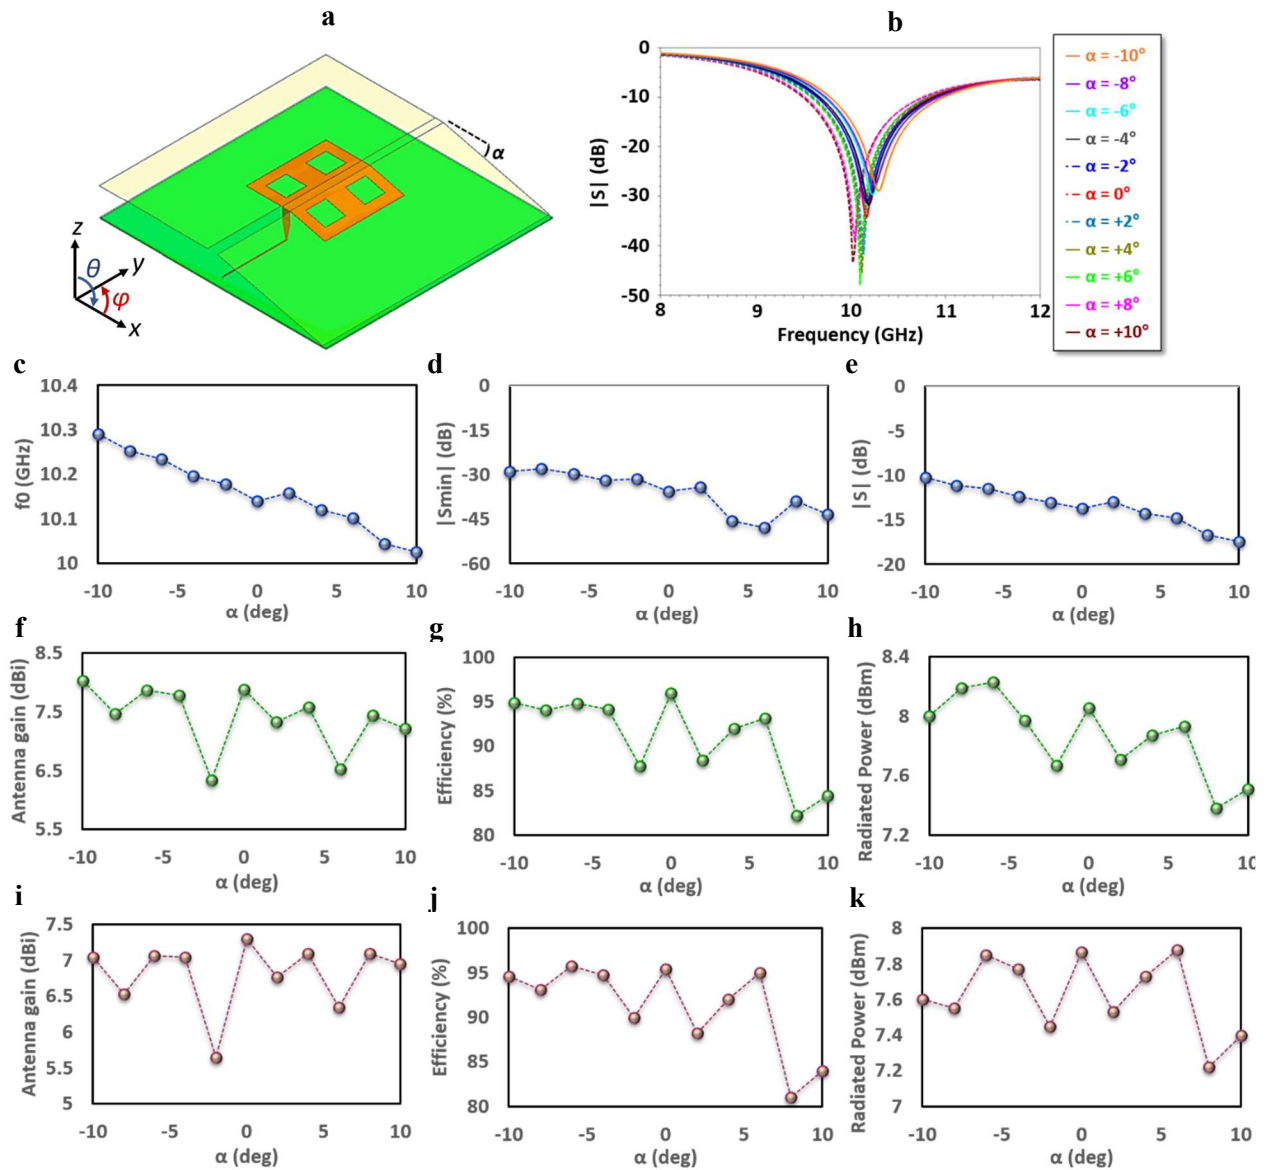 a
α
z
θ
y
φ
x
b
|S| (dB)
0
-10
-20
-30
-40
-50
8
9
10
11
12
Frequency (GHz)
α = -10°
α = -8°
α = -6°
α = -4°
α = -2°
α = 0°
α = +2°
α = +4°
α = +6°
α = +8°
α = +10°
c
f0 (GHz)
10.4
10.3
10.2
10.1
10
-10 -5 0 5 10
α (deg)
d
|Smin| (dB)
0
-15
-30
-45
-60
-10 -5 0 5 10
α (deg)
e
|S| (dB)
0
-5
-10
-15
-20
-10 -5 0 5 10
α (deg)
f
Antenna gain (dBi)
8.5
7.5
6.5
5.5
-10 -5 0 5 10
α (deg)
g
Efficiency (%)
100
95
90
85
80
-10 -5 0 5 10
α (deg)
h
Radiated Power (dBm)
8.4
8
7.6
7.2
-10 -5 0 5 10
α (deg)
i
Antenna gain (dBi)
7.5
7
6.5
6
5.5
5
-10 -5 0 5 10
α (deg)
j
Efficiency (%)
100
95
90
85
80
-10 -5 0 5 10
α (deg)
k
Radiated Power (dBm)
8
7.8
7.6
7.4
7.2
7
-10 -5 0 5 10
α (deg)